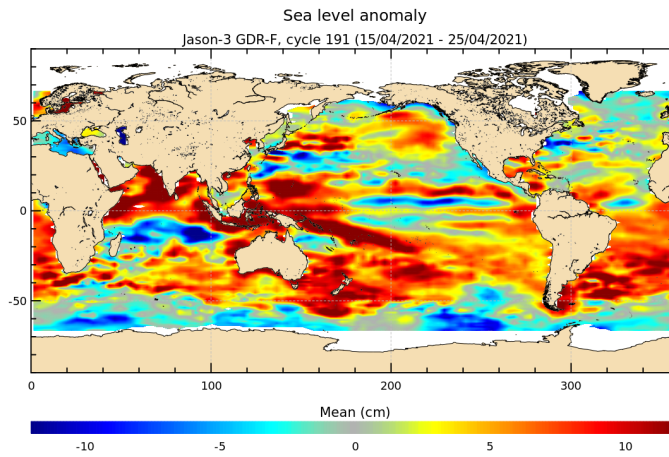 Sea level anomaly
Jason-3 GDR-F, cycle 191 (15/04/2021 - 25/04/2021)
50
0
-50
0 100 200 300
Mean (cm)
-10 -5 0 5 10